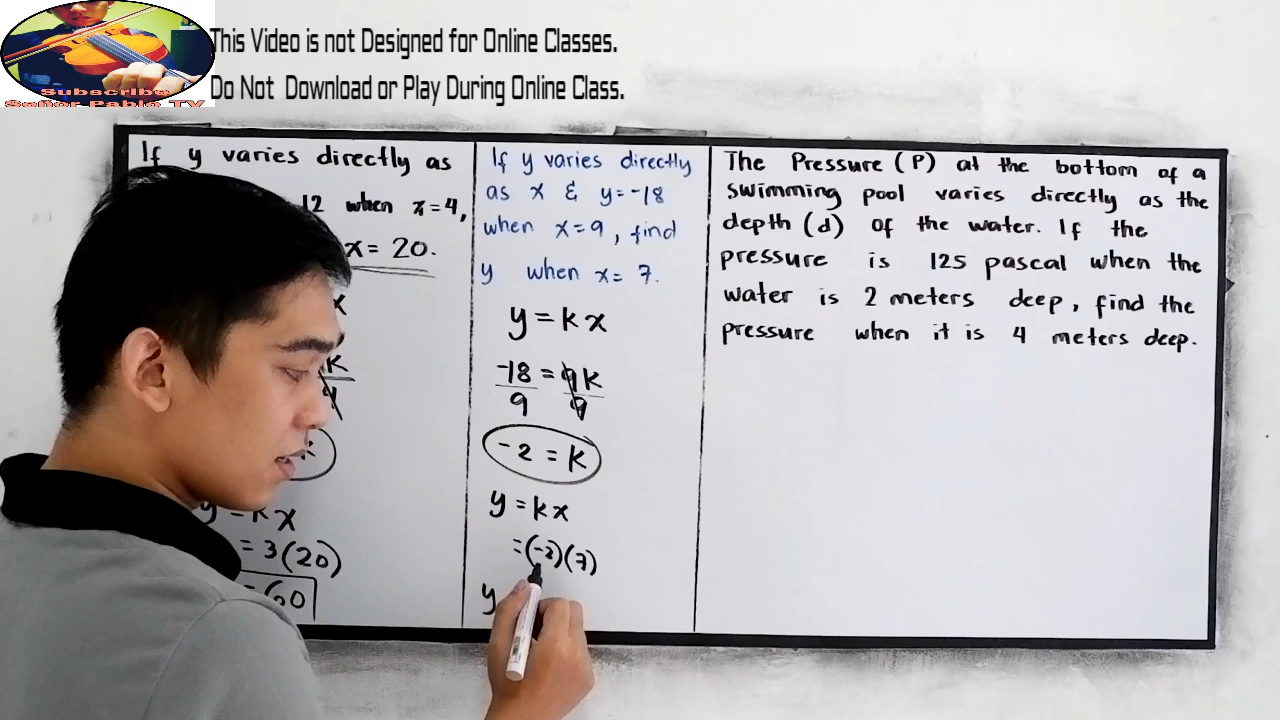 This Video is not Designed for Online Classes.
Do Not Download or Play During Online Class.
Subscribe
Señor Pablo TV
If y varies directly as
12 when x=4,
x= 20.
x
k
4
k
y = kx
= 3(20)
= 60
If y varies directly
as x & y=-18
when x=9, find
y when x= 7.
y = kx
-18 = 9k
9 9
-2 = k
y = kx
=(-2)(7)
y
The Pressure (P) at the bottom of a
swimming pool varies directly as the
depth (d) of the water. If the
pressure is 125 pascal when the
water is 2 meters deep, find the
pressure when it is 4 meters deep.